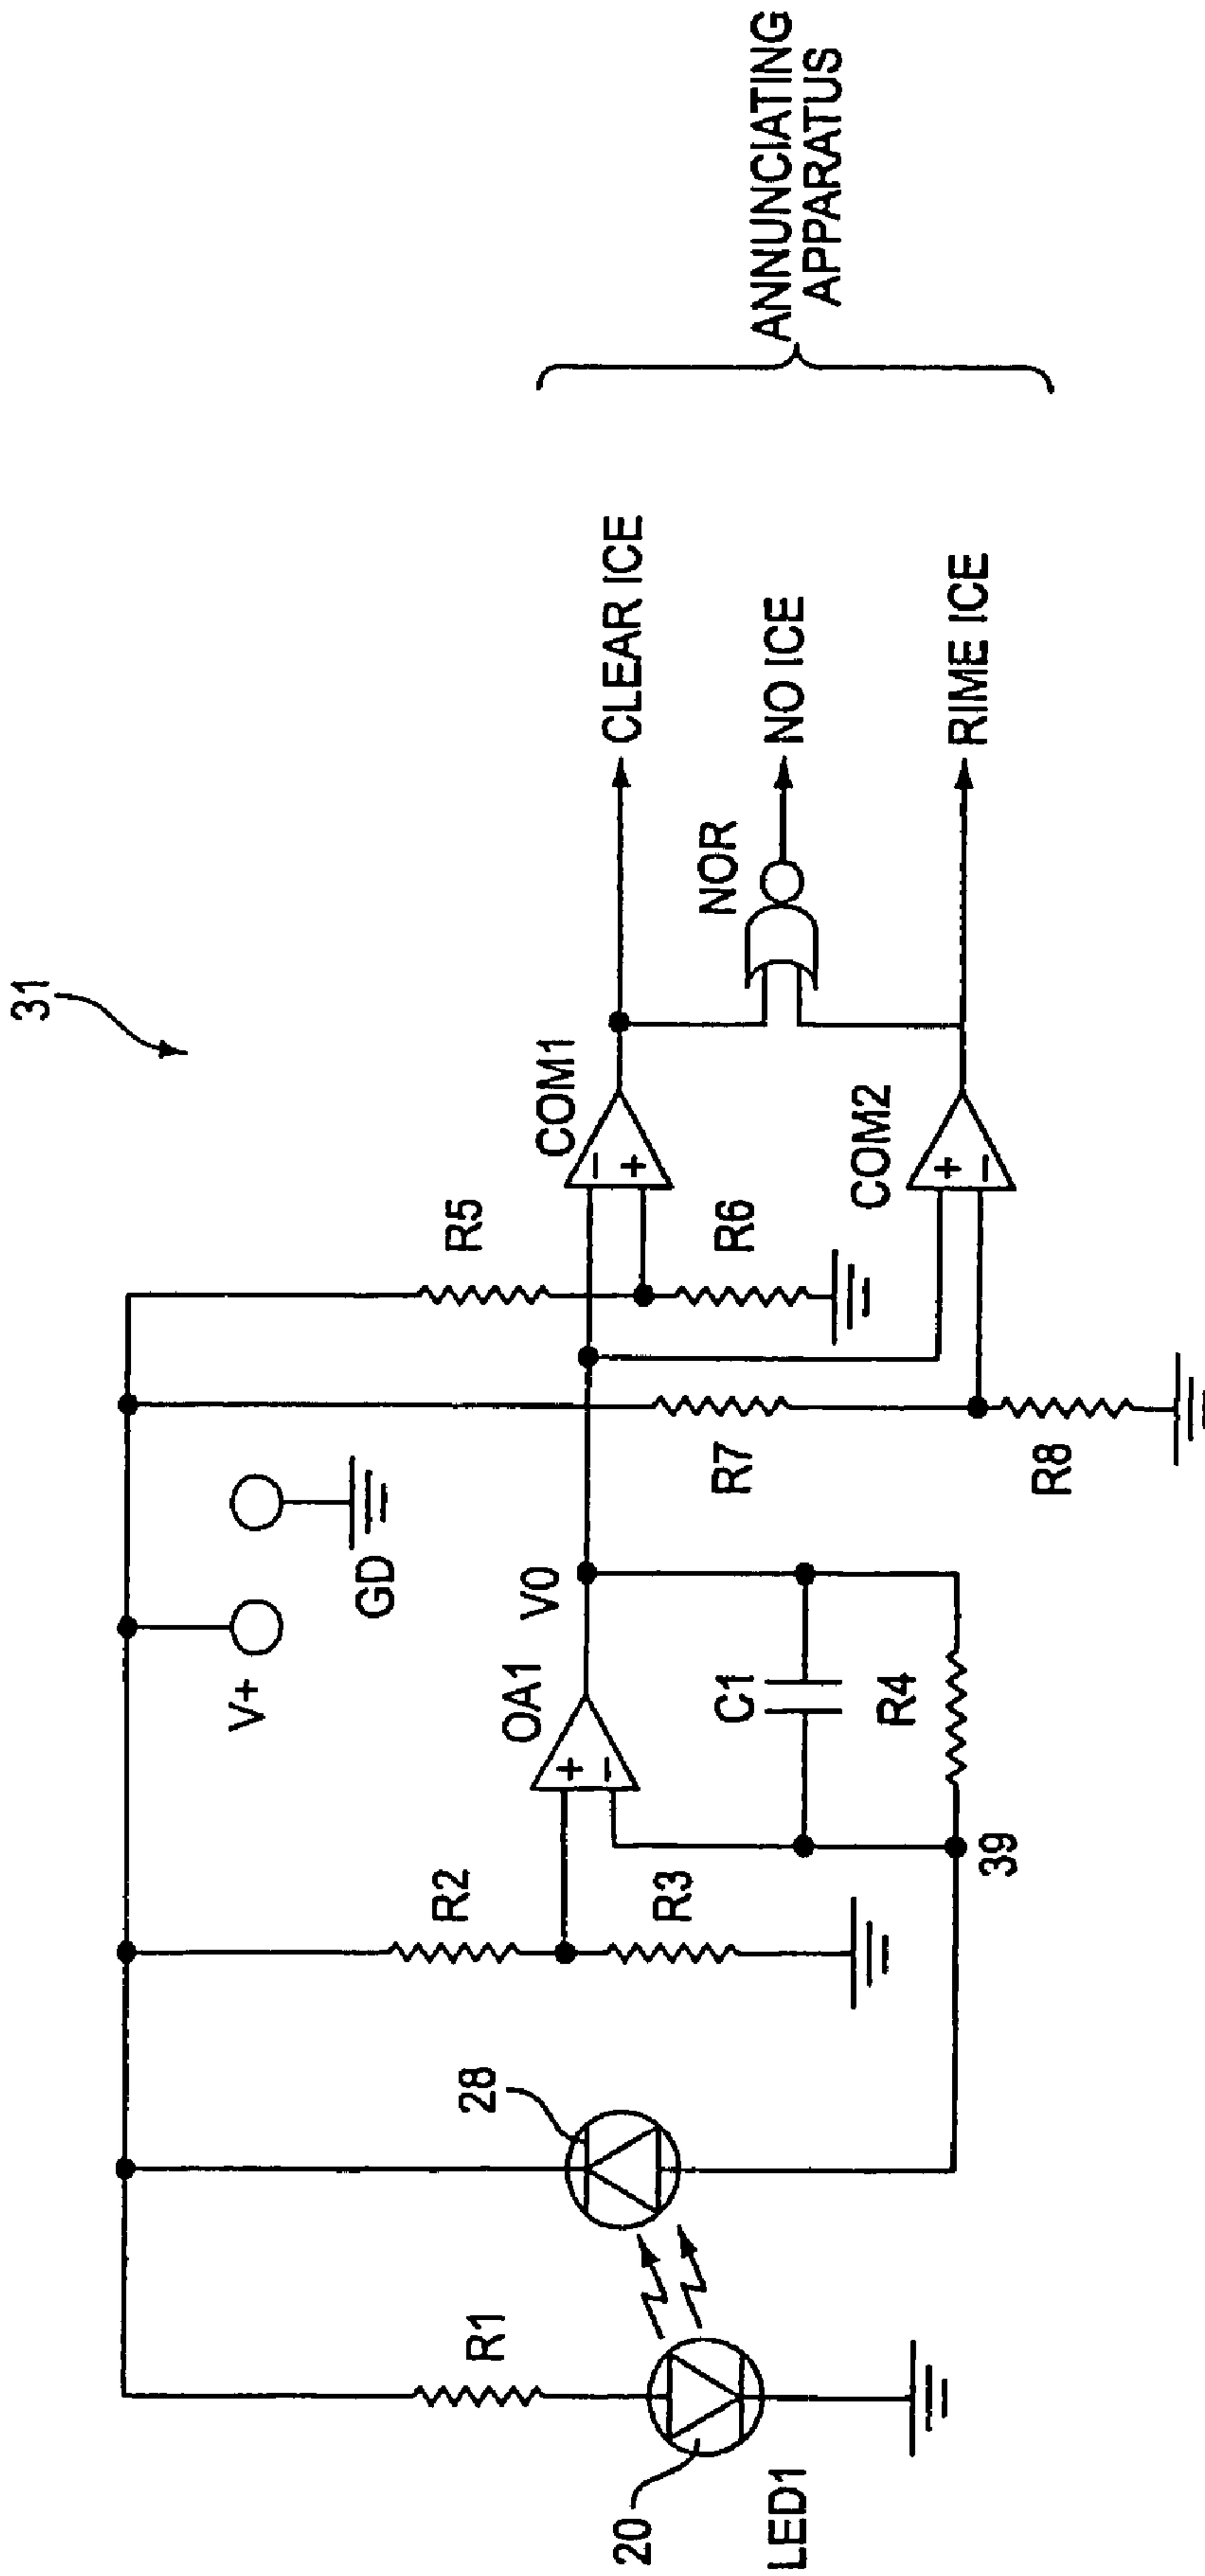 31
V+
GD
R1
28
20
LED1
R2
R3
OA1
+
−
V0
C1
R4
39
R7
R8
R5
R6
COM1
−
+
COM2
+
−
NOR
CLEAR ICE
NO ICE
RIME ICE
ANNUNCIATING
APPARATUS